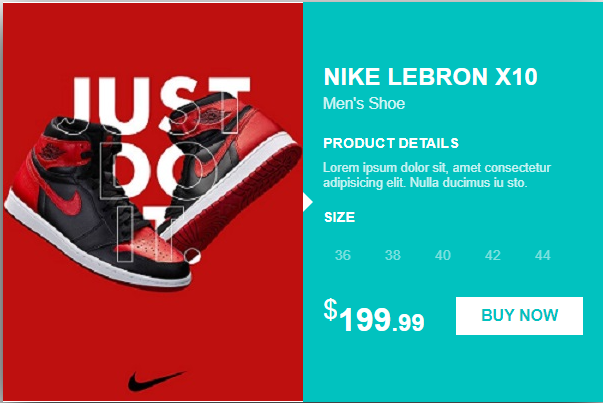 JUST
DO
IT.
NIKE LEBRON X10
Men's Shoe
PRODUCT DETAILS
Lorem ipsum dolor sit, amet consectetur
adipisicing elit. Nulla ducimus iu sto.
SIZE
36 38 40 42 44
$199.99 BUY NOW